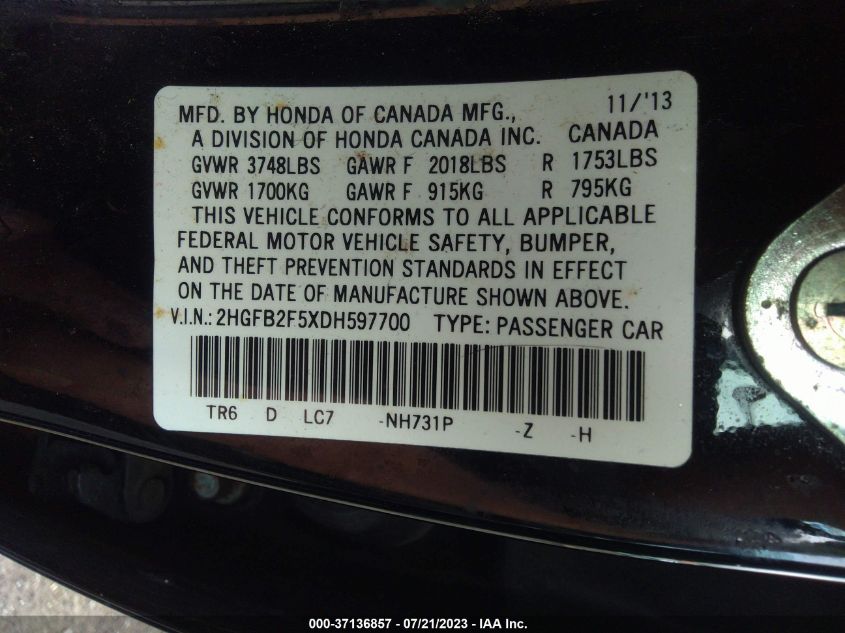 MFD. BY HONDA OF CANADA MFG., 11/'13
A DIVISION OF HONDA CANADA INC. CANADA
GVWR 3748LBS GAWR F 2018LBS R 1753LBS
GVWR 1700KG GAWR F 915KG R 795KG
THIS VEHICLE CONFORMS TO ALL APPLICABLE
FEDERAL MOTOR VEHICLE SAFETY, BUMPER,
AND THEFT PREVENTION STANDARDS IN EFFECT
ON THE DATE OF MANUFACTURE SHOWN ABOVE.
V.I.N.: 2HGFB2F5XDH597700 TYPE: PASSENGER CAR
TR6 D LC7 -NH731P -Z -H
000-37136857 - 07/21/2023 - IAA Inc.